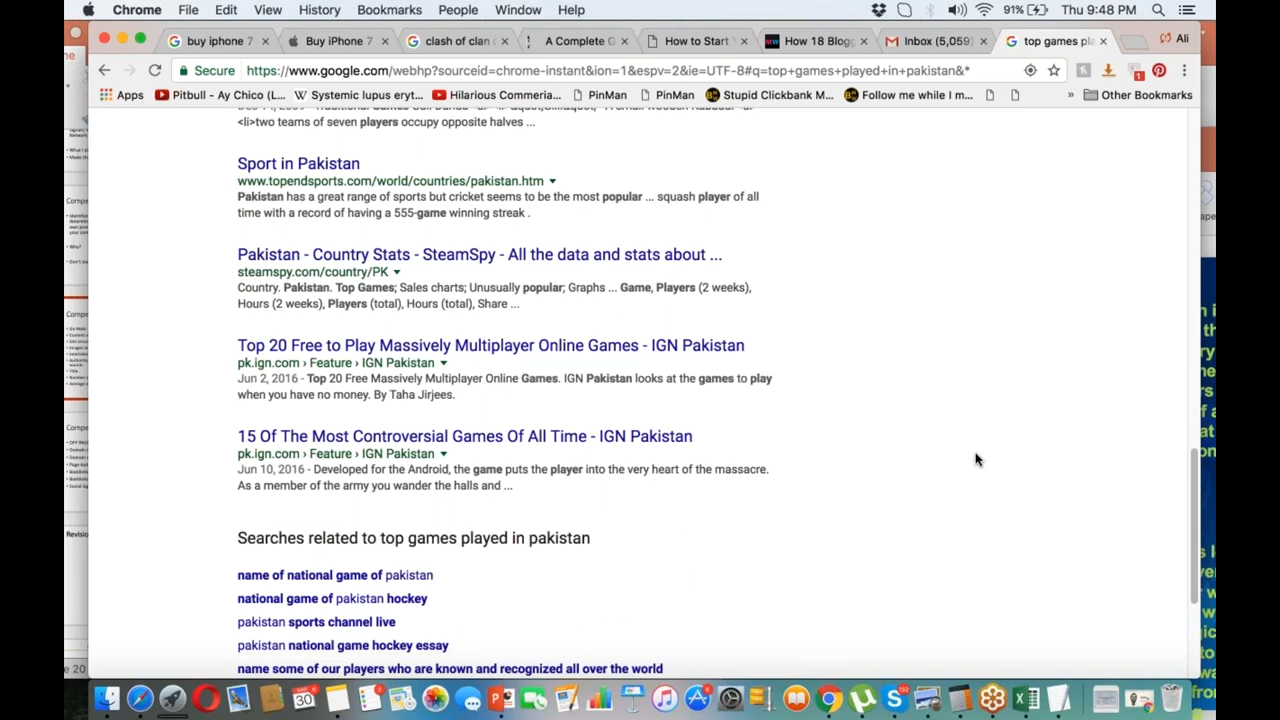 Chrome File Edit View History Bookmarks People Window Help 91% Thu 9:48 PM
buy iphone 7 Buy iPhone 7 clash of clan A Complete G How to Start How 18 Blog Inbox (5,059) top games pla Ali
Secure https://www.google.com/webhp?sourceid=chrome-instant&ion=1&espv=2&ie=UTF-8#q=top+games+played+in+pakistan&*
Apps Pitbull - Ay Chico (L... Systemic lupus eryt... Hilarious Commeria... PinMan PinMan Stupid Clickbank M... Follow me while I m... » Other Bookmarks
<li>two teams of seven players occupy opposite halves ...
Sport in Pakistan
www.topendsports.com/world/countries/pakistan.htm
Pakistan has a great range of sports but cricket seems to be the most popular ... squash player of all
time with a record of having a 555-game winning streak .
Pakistan - Country Stats - SteamSpy - All the data and stats about ...
steamspy.com/country/PK
Country. Pakistan. Top Games; Sales charts; Unusually popular; Graphs ... Game, Players (2 weeks),
Hours (2 weeks), Players (total), Hours (total), Share ...
Top 20 Free to Play Massively Multiplayer Online Games - IGN Pakistan
pk.ign.com › Feature › IGN Pakistan
Jun 2, 2016 - Top 20 Free Massively Multiplayer Online Games. IGN Pakistan looks at the games to play
when you have no money. By Taha Jirjees.
15 Of The Most Controversial Games Of All Time - IGN Pakistan
pk.ign.com › Feature › IGN Pakistan
Jun 10, 2016 - Developed for the Android, the game puts the player into the very heart of the massacre.
As a member of the army you wander the halls and ...
Searches related to top games played in pakistan
name of national game of pakistan
national game of pakistan hockey
pakistan sports channel live
pakistan national game hockey essay
name some of our players who are known and recognized all over the world